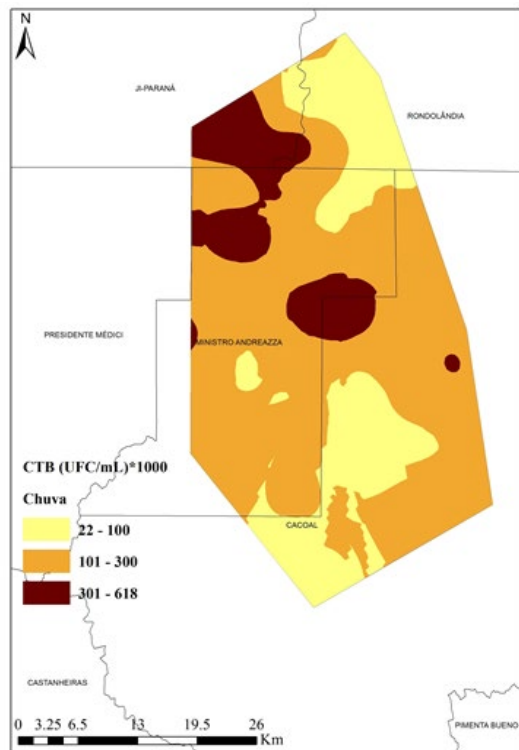 N
JI-PARANÁ
RONDOLÂNDIA
PRESIDENTE MÉDICI
MINISTRO ANDREAZZA
CTB (UFC/mL)*1000
Chuva
22 - 100
101 - 300
301 - 618
CACOAL
CASTANHEIRAS
PIMENTA BUENO
0 3.25 6.5 13 19.5 26
Km